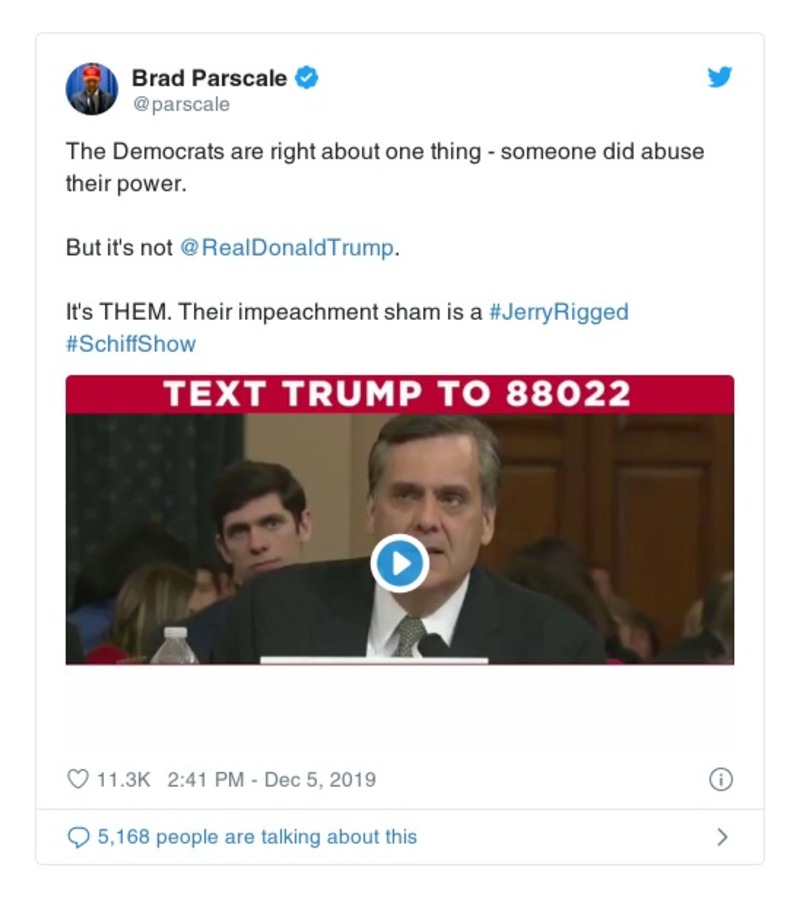 Brad Parscale
@parscale
The Democrats are right about one thing - someone did abuse
their power.
But it's not @RealDonaldTrump.
It's THEM. Their impeachment sham is a #JerryRigged
#SchiffShow
TEXT TRUMP TO 88022
11.3K 2:41 PM - Dec 5, 2019
5,168 people are talking about this